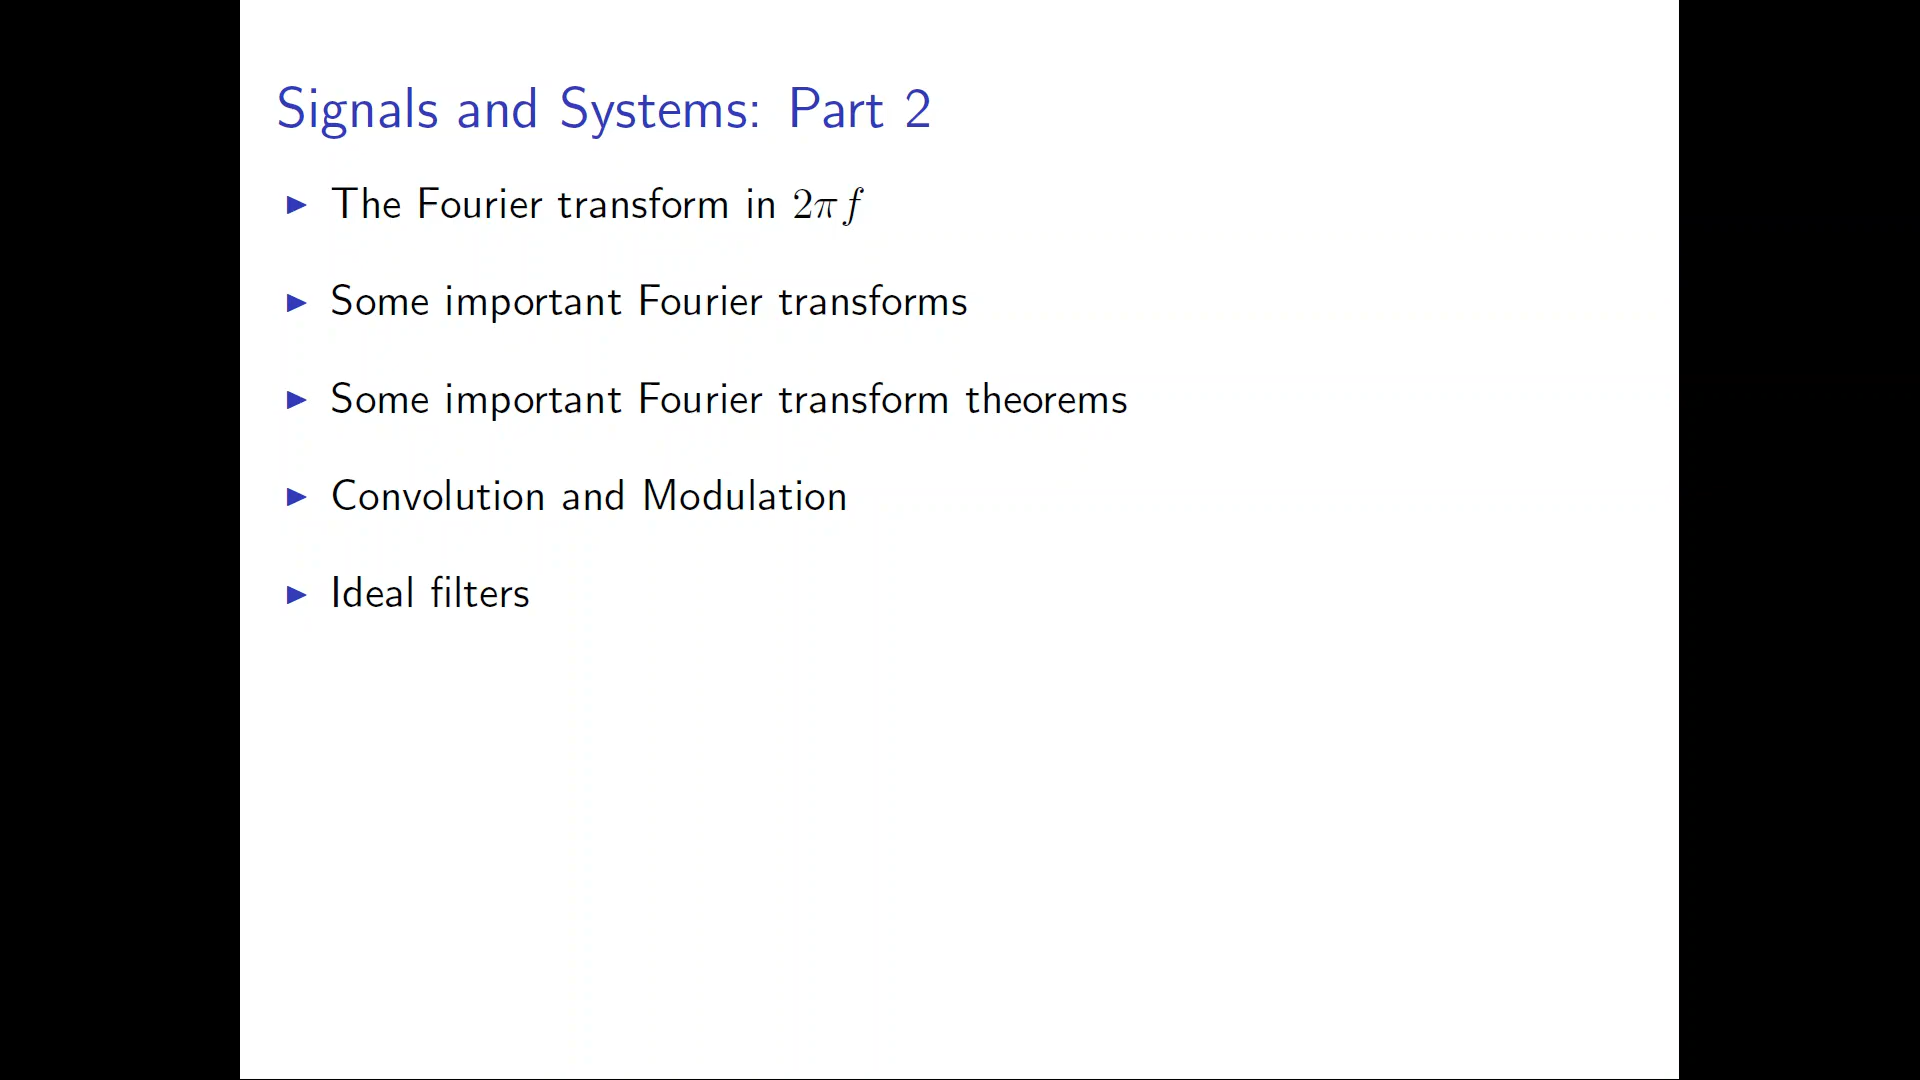 Signals and Systems: Part 2
▶ The Fourier transform in 2πf
▶ Some important Fourier transforms
▶ Some important Fourier transform theorems
▶ Convolution and Modulation
▶ Ideal filters